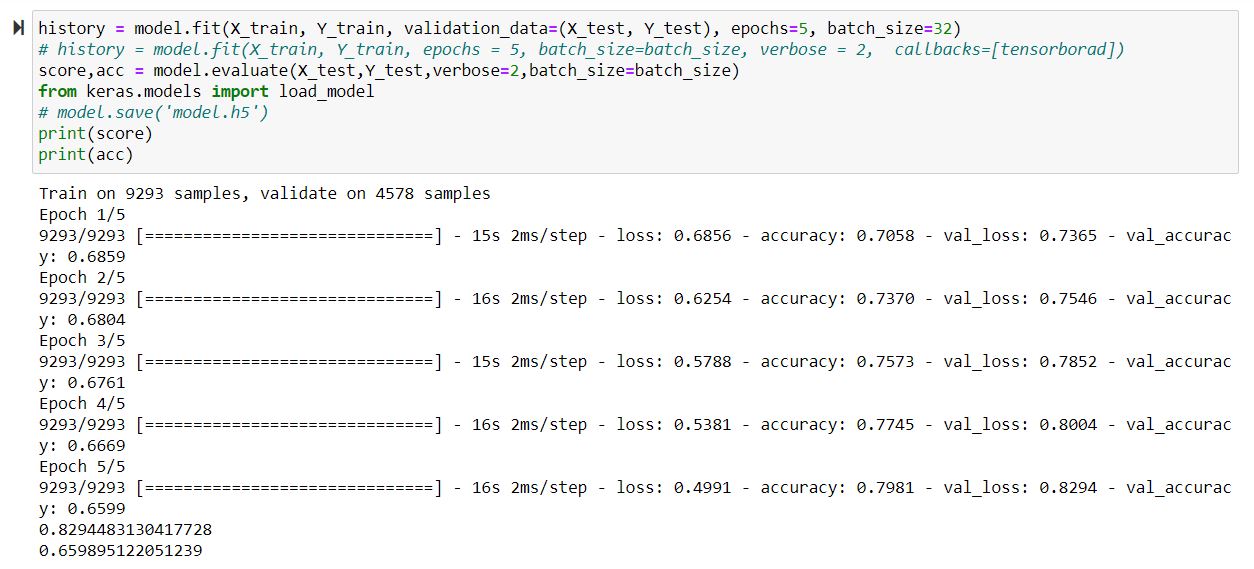 history = model.fit(X_train, Y_train, validation_data=(X_test, Y_test), epochs=5, batch_size=32)
# history = model.fit(X_train, Y_train, epochs = 5, batch_size=batch_size, verbose = 2,  callbacks=[tensorborad])
score,acc = model.evaluate(X_test,Y_test,verbose=2,batch_size=batch_size)
from keras.models import load_model
# model.save('model.h5')
print(score)
print(acc)
Train on 9293 samples, validate on 4578 samples
Epoch 1/5
9293/9293 [==============================] - 15s 2ms/step - loss: 0.6856 - accuracy: 0.7058 - val_loss: 0.7365 - val_accurac
y: 0.6859
Epoch 2/5
9293/9293 [==============================] - 16s 2ms/step - loss: 0.6254 - accuracy: 0.7370 - val_loss: 0.7546 - val_accurac
y: 0.6804
Epoch 3/5
9293/9293 [==============================] - 15s 2ms/step - loss: 0.5788 - accuracy: 0.7573 - val_loss: 0.7852 - val_accurac
y: 0.6761
Epoch 4/5
9293/9293 [==============================] - 16s 2ms/step - loss: 0.5381 - accuracy: 0.7745 - val_loss: 0.8004 - val_accurac
y: 0.6669
Epoch 5/5
9293/9293 [==============================] - 16s 2ms/step - loss: 0.4991 - accuracy: 0.7981 - val_loss: 0.8294 - val_accurac
y: 0.6599
0.8294483130417728
0.659895122051239